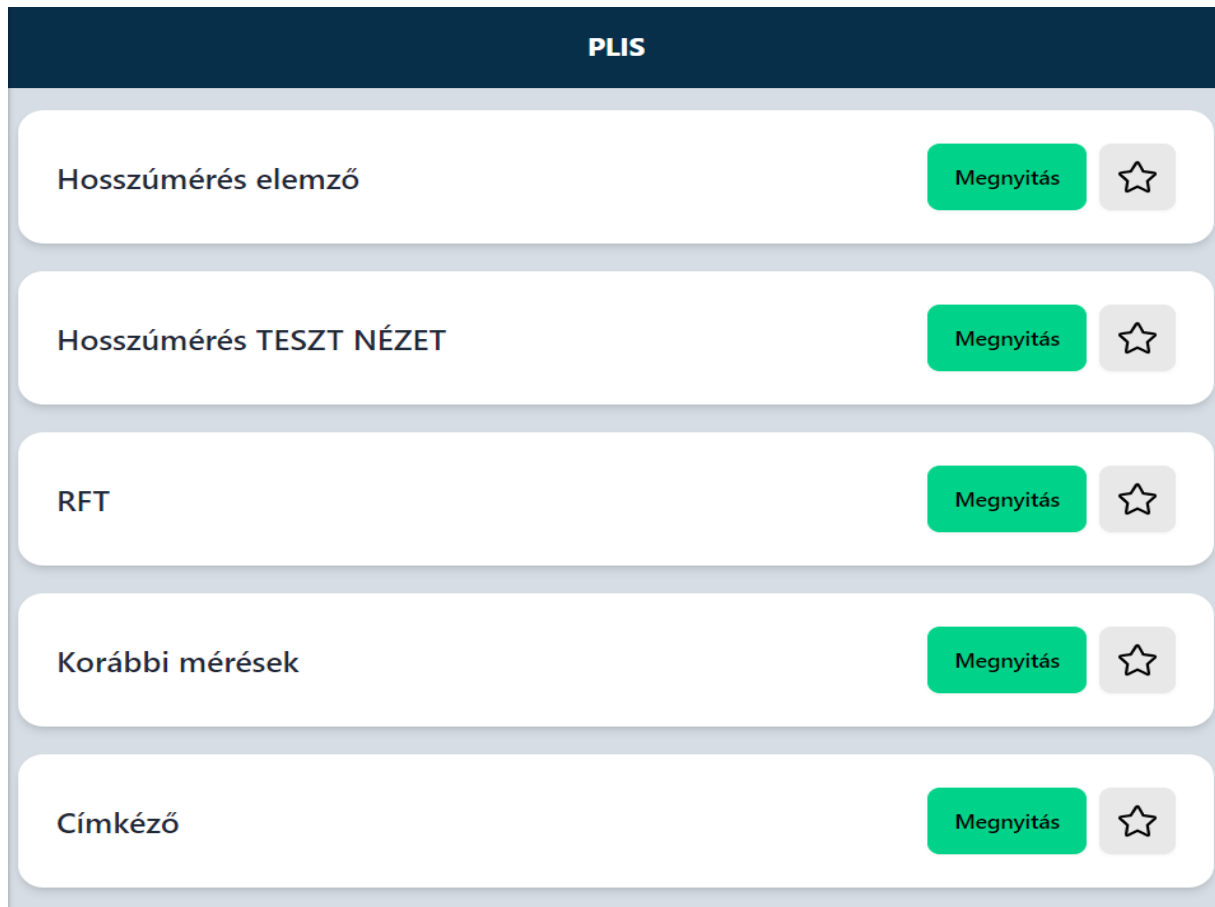 PLIS
Hosszúmérés elemző Megnyitás
Hosszúmérés TESZT NÉZET Megnyitás
RFT Megnyitás
Korábbi mérések Megnyitás
Címkéző Megnyitás